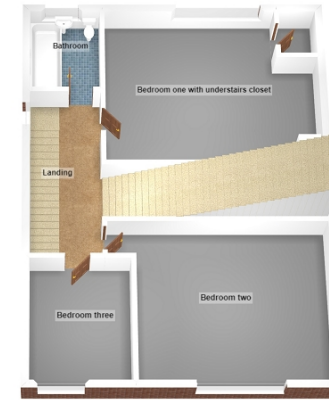 Bathroom
Bedroom one with understairs closet
Landing
Bedroom two
Bedroom three